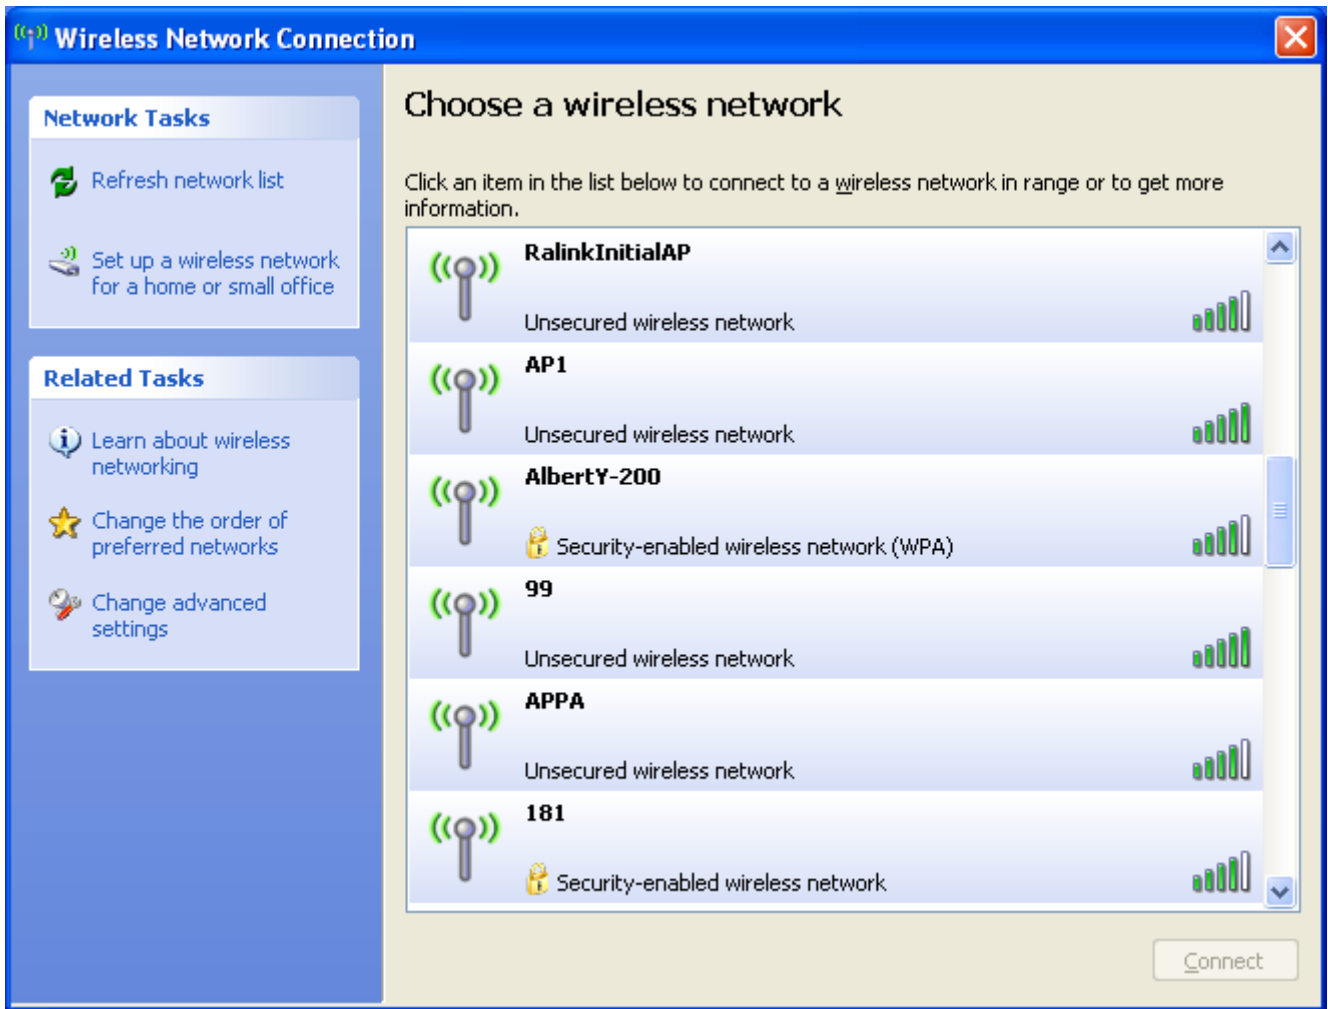 Wireless Network Connection
Network Tasks
Refresh network list
Set up a wireless network
for a home or small office
Related Tasks
Learn about wireless
networking
Change the order of
preferred networks
Change advanced
settings
Choose a wireless network
Click an item in the list below to connect to a wireless network in range or to get more
information.
RalinkInitialAP
Unsecured wireless network
AP1
Unsecured wireless network
AlbertY-200
Security-enabled wireless network (WPA)
99
Unsecured wireless network
APPA
Unsecured wireless network
181
Security-enabled wireless network
Connect